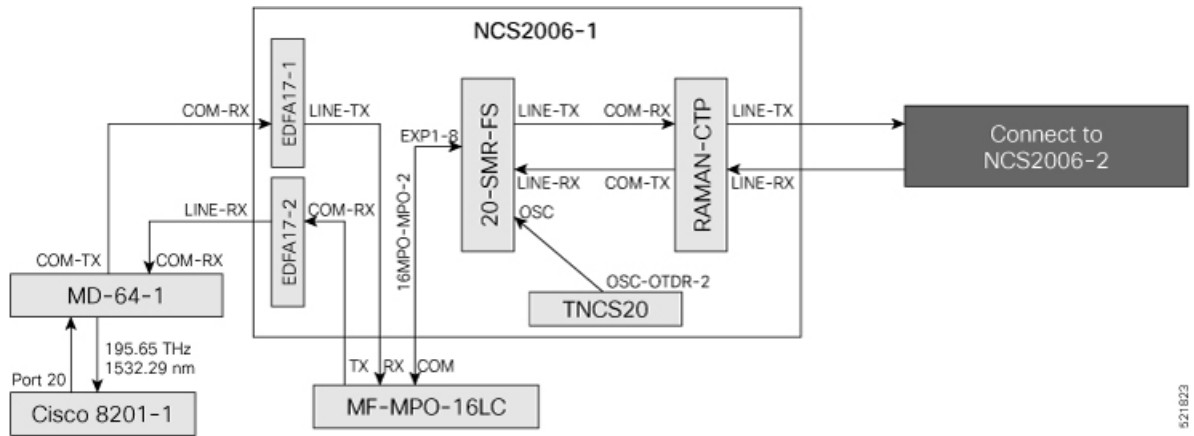 NCS2006-1
EDFA17-1
COM-RX
LINE-TX
EXP1-8
20-SMR-FS
LINE-TX
COM-RX
RAMAN-CTP
LINE-TX
Connect to
NCS2006-2
LINE-RX
COM-TX
LINE-RX
16MPO-MPO-2
LINE-RX
EDFA17-2
COM-RX
OSC
COM-TX
COM-RX
MD-64-1
OSC-OTDR-2
TNCS20
195.65 THz
1532.29 nm
Port 20
TX
RX
COM
Cisco 8201-1
MF-MPO-16LC
521823